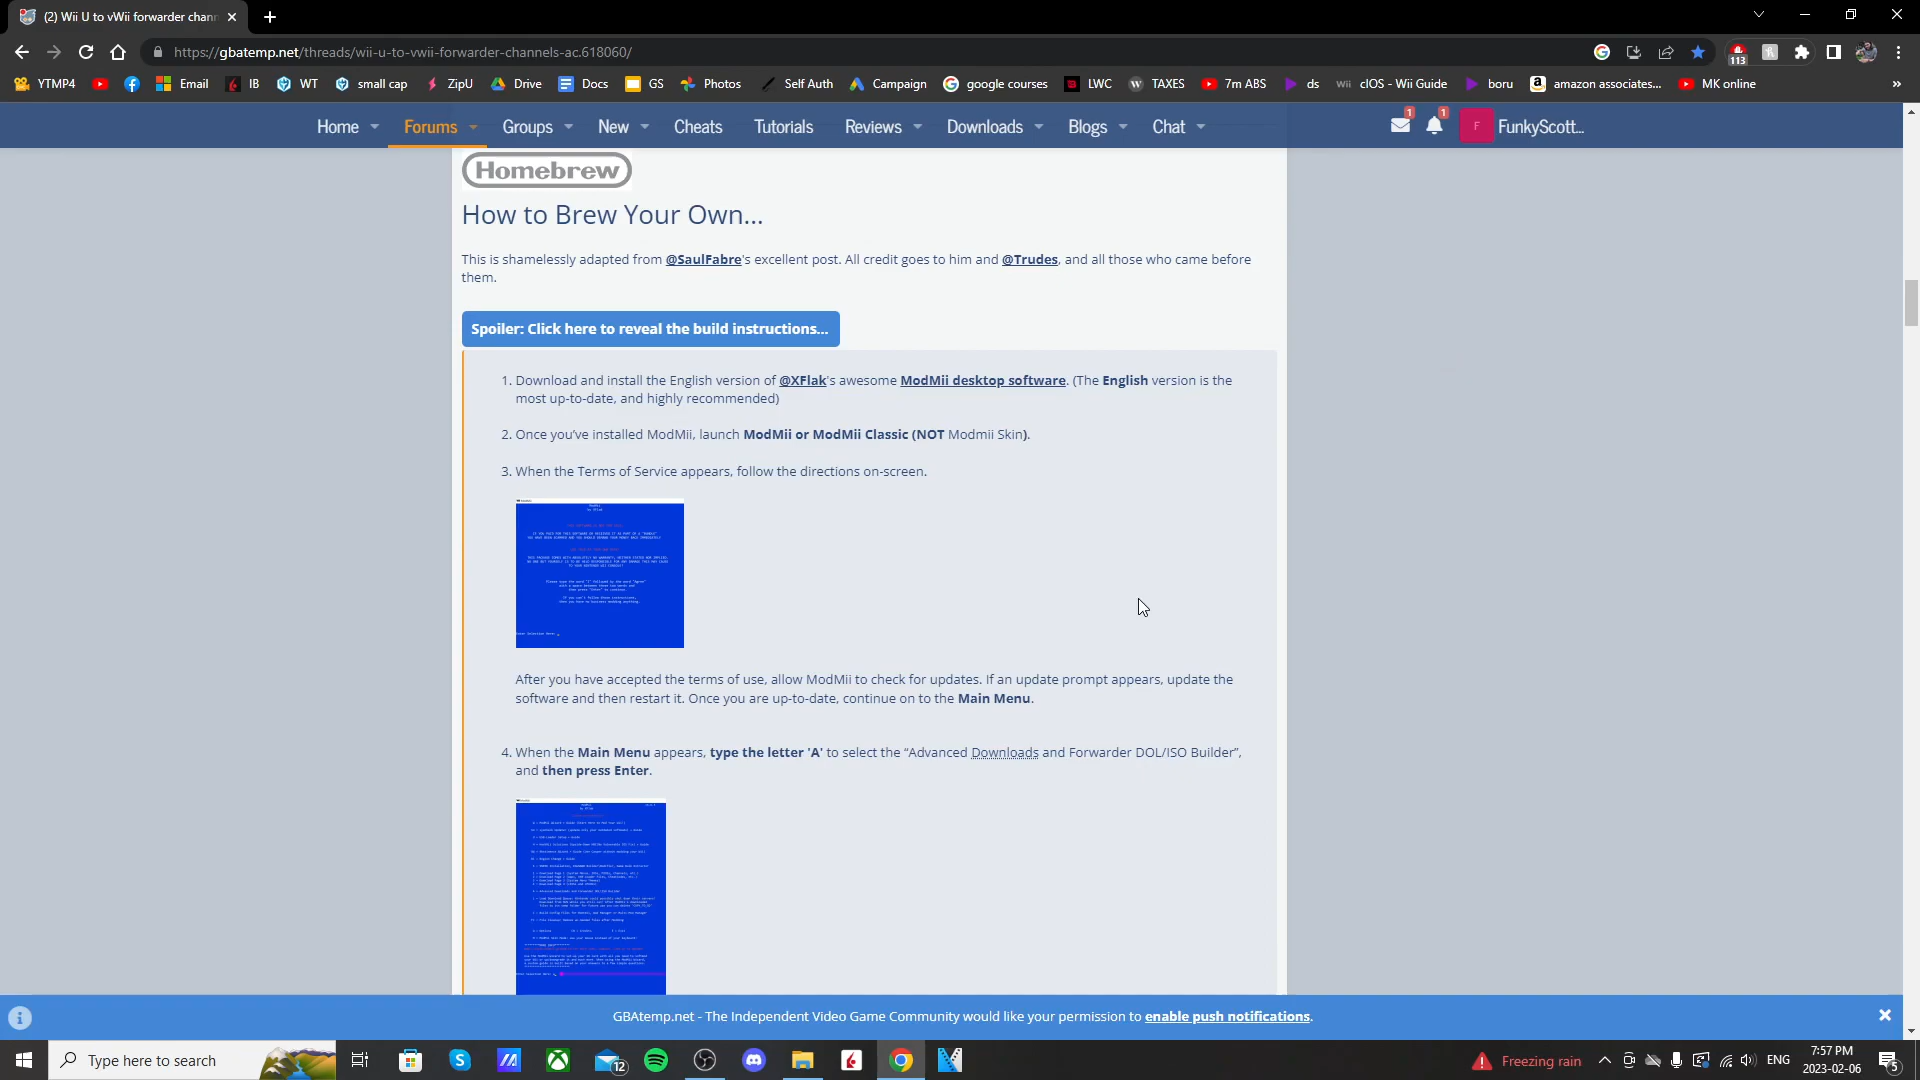 (2) Wii U to vWii forwarder chan
https://gbatemp.net/threads/wii-u-to-vwii-forwarder-channels-ac.618060/
113
YTMP4 Email IB WT small cap ZipU Drive Docs GS Photos Self Auth Campaign google courses LWC TAXES 7m ABS ds Wii cIOS - Wii Guide boru amazon associates... MK online »
Home Forums Groups New Cheats Tutorials Reviews Downloads Blogs Chat 1 1 F FunkyScott...
Homebrew
How to Brew Your Own...
This is shamelessly adapted from @SaulFabre's excellent post. All credit goes to him and @Trudes, and all those who came before
them.
Spoiler: Click here to reveal the build instructions...
1. Download and install the English version of @XFlak's awesome ModMii desktop software. (The English version is the
most up-to-date, and highly recommended)
2. Once you've installed ModMii, launch ModMii or ModMii Classic (NOT Modmii Skin).
3. When the Terms of Service appears, follow the directions on-screen.
After you have accepted the terms of use, allow ModMii to check for updates. If an update prompt appears, update the
software and then restart it. Once you are up-to-date, continue on to the Main Menu.
4. When the Main Menu appears, type the letter 'A' to select the “Advanced Downloads and Forwarder DOL/ISO Builder”,
and then press Enter.
GBAtemp.net - The Independent Video Game Community would like your permission to enable push notifications.
Type here to search
12
Freezing rain
ENG
7:57 PM
2023-02-06
5